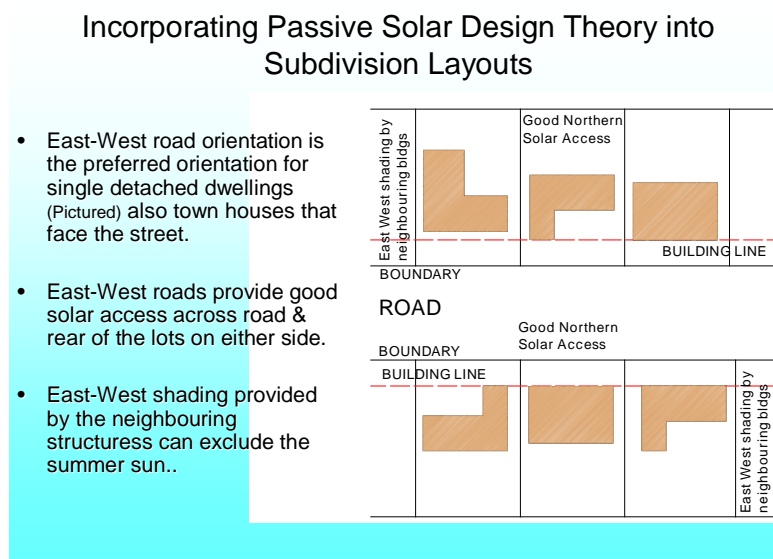 Incorporating Passive Solar Design Theory into
Subdivision Layouts
• East-West road orientation is
the preferred orientation for
single detached dwellings
(Pictured) also town houses that
face the street.
• East-West roads provide good
solar access across road &
rear of the lots on either side.
• East-West shading provided
by the neighbouring
structuress can exclude the
summer sun..
East West shading by
neighbouring bldgs
Good Northern
Solar Access
BUILDING LINE
BOUNDARY
ROAD
Good Northern
Solar Access
BOUNDARY
BUILDING LINE
East West shading by
neighbouring bldgs